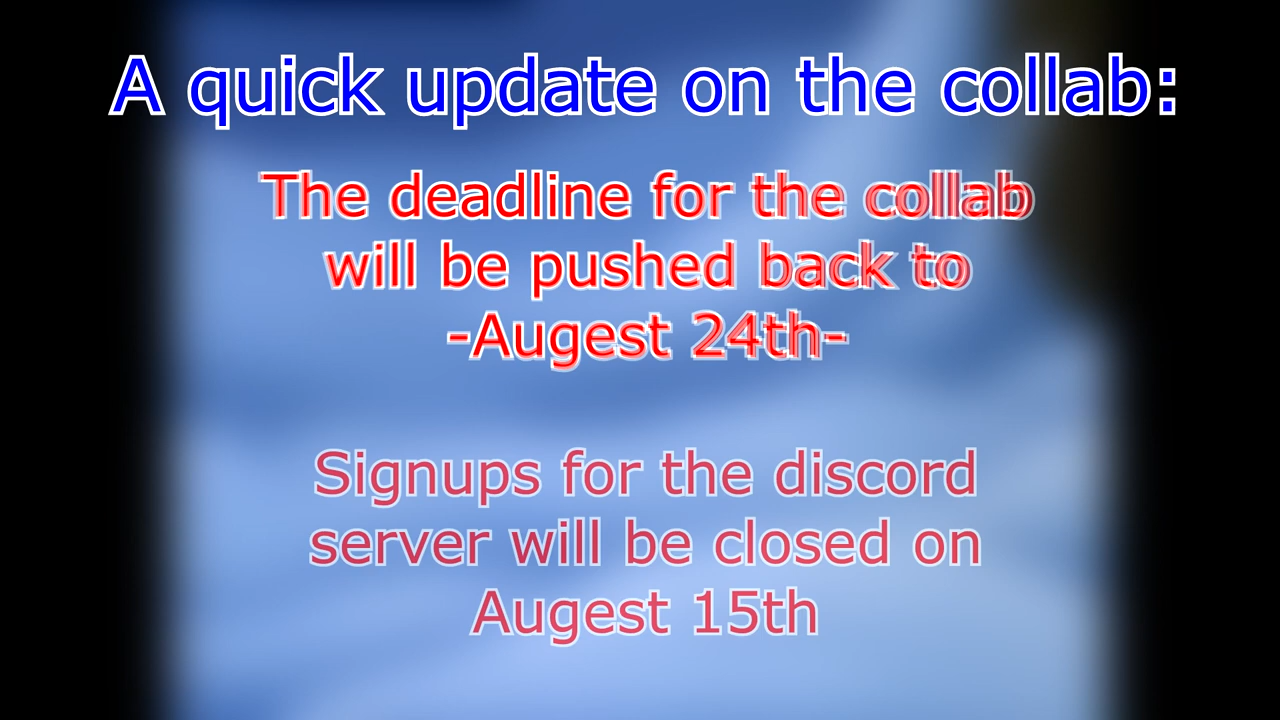 A quick update on the collab:
The deadline for the collab
will be pushed back to
-Augest 24th-
Signups for the discord
server will be closed on
Augest 15th